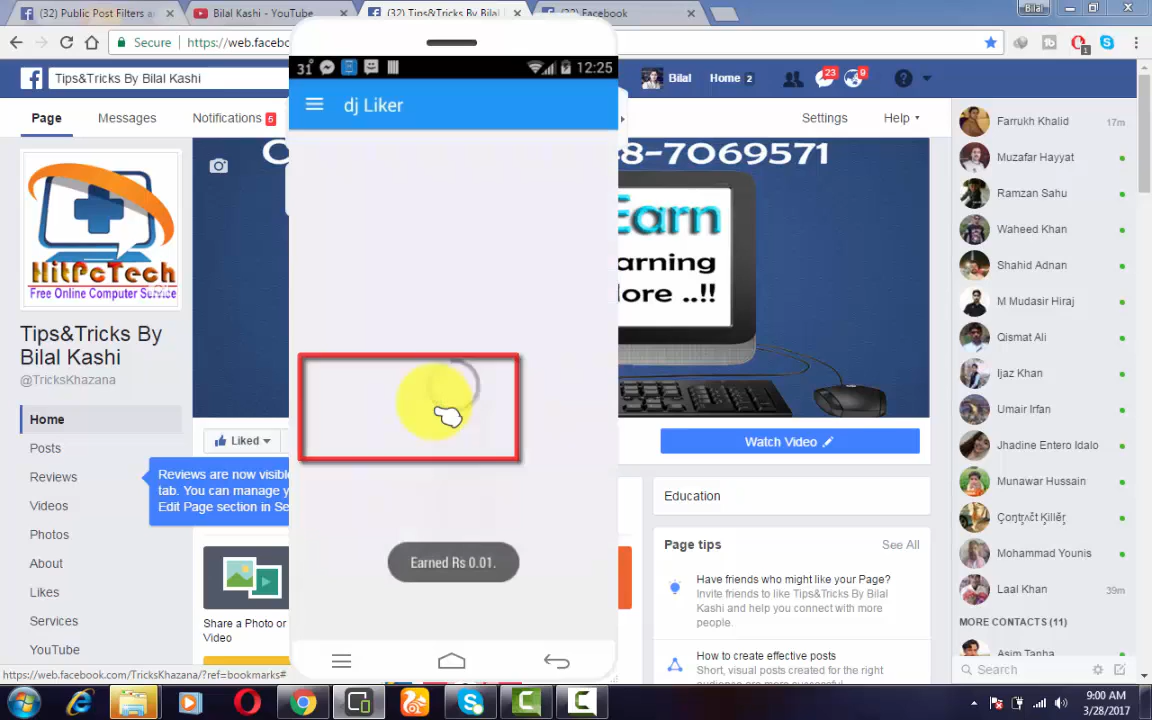 (32) Public Post Filters a
Bilal Kashi - YouTube
(32) Tips&Tricks By Bilal
(32) Facebook
Bilal
Secure
https://web.facebo
1
Tips&Tricks By Bilal Kashi
Bilal
Home 2
23
9
Page
Messages
Notifications 6
Settings
Help
31°
12:25
dj Liker
8-7069571
Earn
arning
ore ..!!
HitPcTech
Free Online Computer Service
Tips&Tricks By
Bilal Kashi
@TricksKhazana
Home
Posts
Reviews
Videos
Photos
About
Likes
Services
YouTube
Liked
Reviews are now visible
tab. You can manage y
Edit Page section in Se
Share a Photo or
Video
Earned Rs 0.01.
Watch Video
Education
Page tips
See All
Have friends who might like your Page?
Invite friends to like Tips&Tricks By Bilal
Kashi and help you connect with more
people.
How to create effective posts
Short, visual posts created for the right
audience are more successful.
Farrukh Khalid 17m
Muzafar Hayyat
Ramzan Sahu
Waheed Khan
Shahid Adnan
M Mudasir Hiraj
Qismat Ali
Ijaz Khan
Umair Irfan
Jhadine Entero Idalo
Munawar Hussain
Mohammad Younis
Laal Khan 39m
MORE CONTACTS (11)
Asim Tanha
Search
https://web.facebook.com/TricksKhazana/?ref=bookmarks#
9:00 AM
3/28/2017